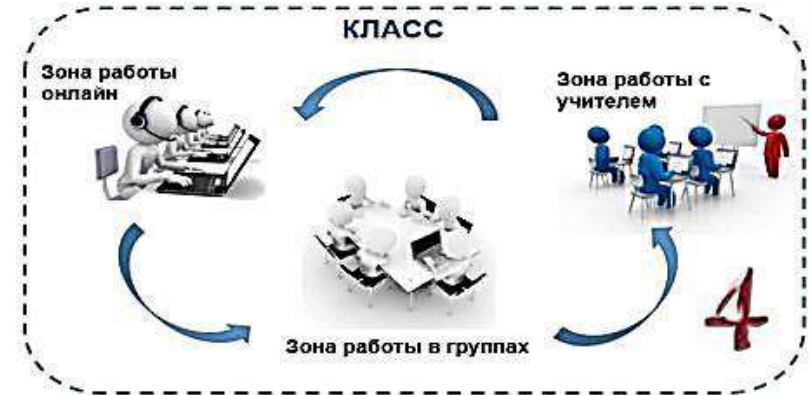 КЛАСС
Зона работы
онлайн
Зона работы с
учителем
Зона работы в группах
4